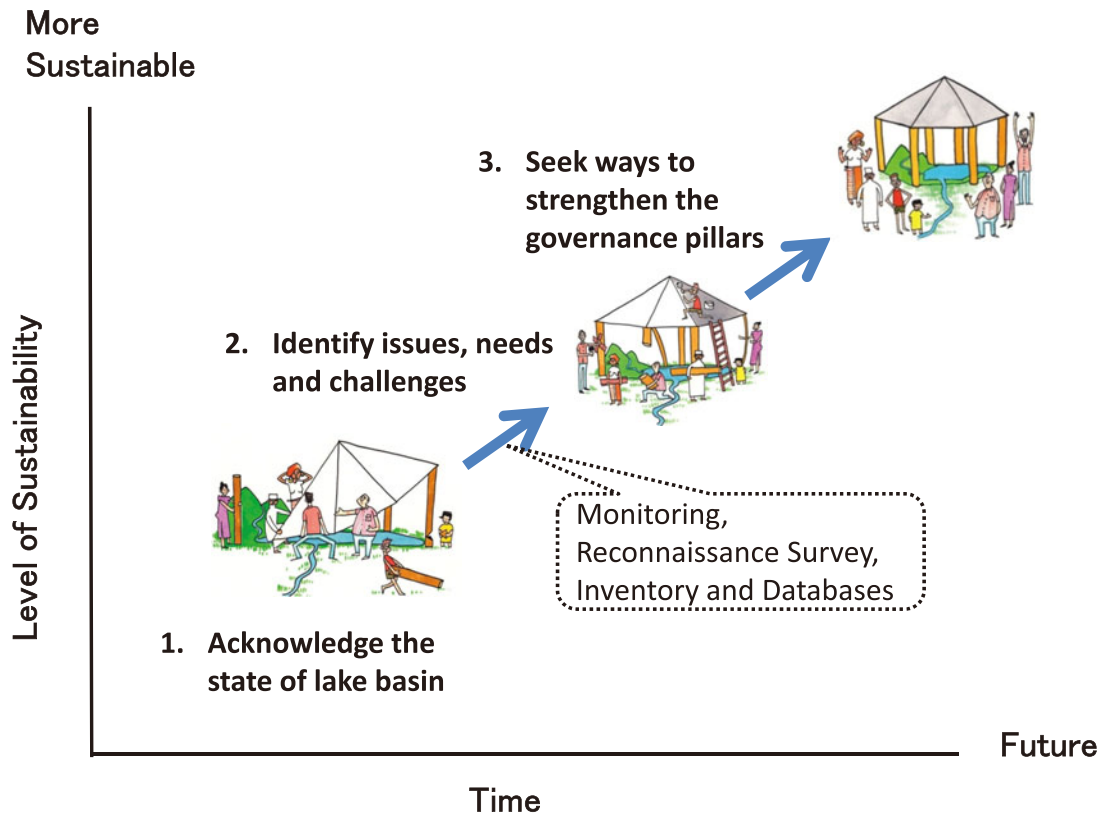 More
Sustainable
3. Seek ways to
strengthen the
governance pillars
2. Identify issues, needs
and challenges
Level of Sustainability
Monitoring,
Reconnaissance Survey,
Inventory and Databases
1. Acknowledge the
state of lake basin
Future
Time